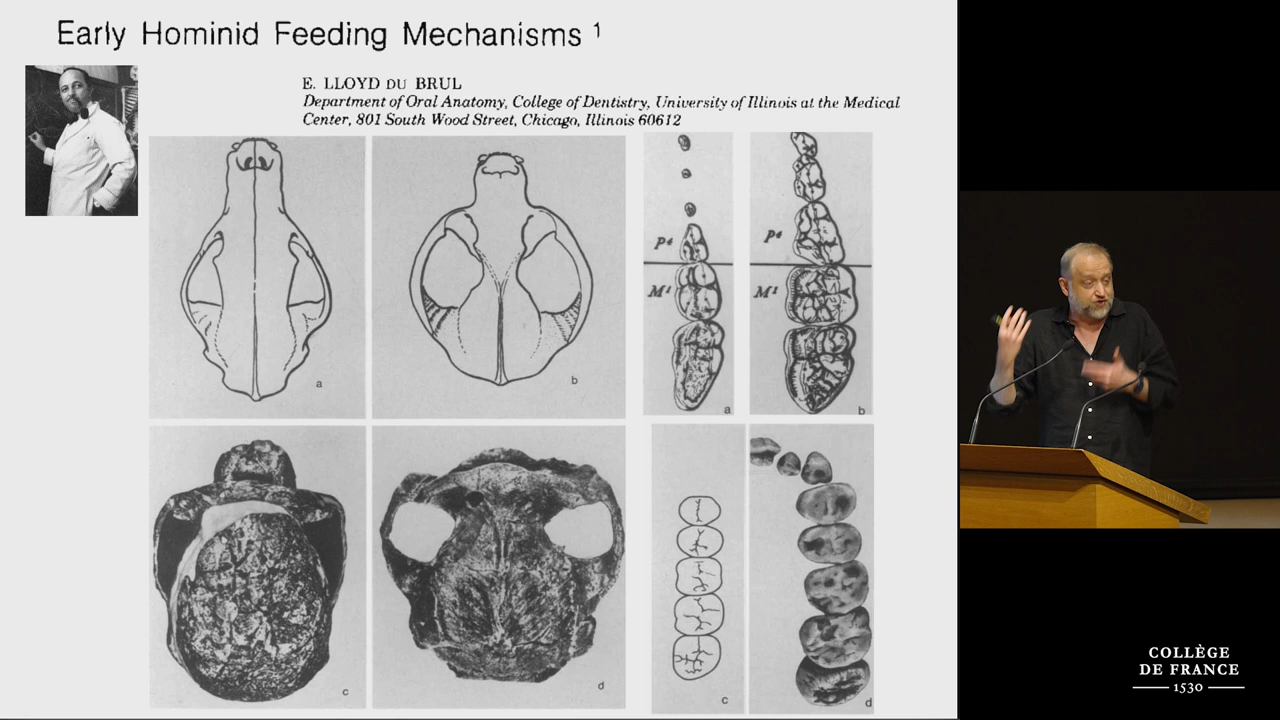 Early Hominid Feeding Mechanisms ¹
E. LLOYD DU BRUL
Department of Oral Anatomy, College of Dentistry, University of Illinois at the Medical
Center, 801 South Wood Street, Chicago, Illinois 60612
P⁴
P⁴
M¹
M¹
a
b
a
b
c
d
c
d
COLLÈGE
DE FRANCE
1530